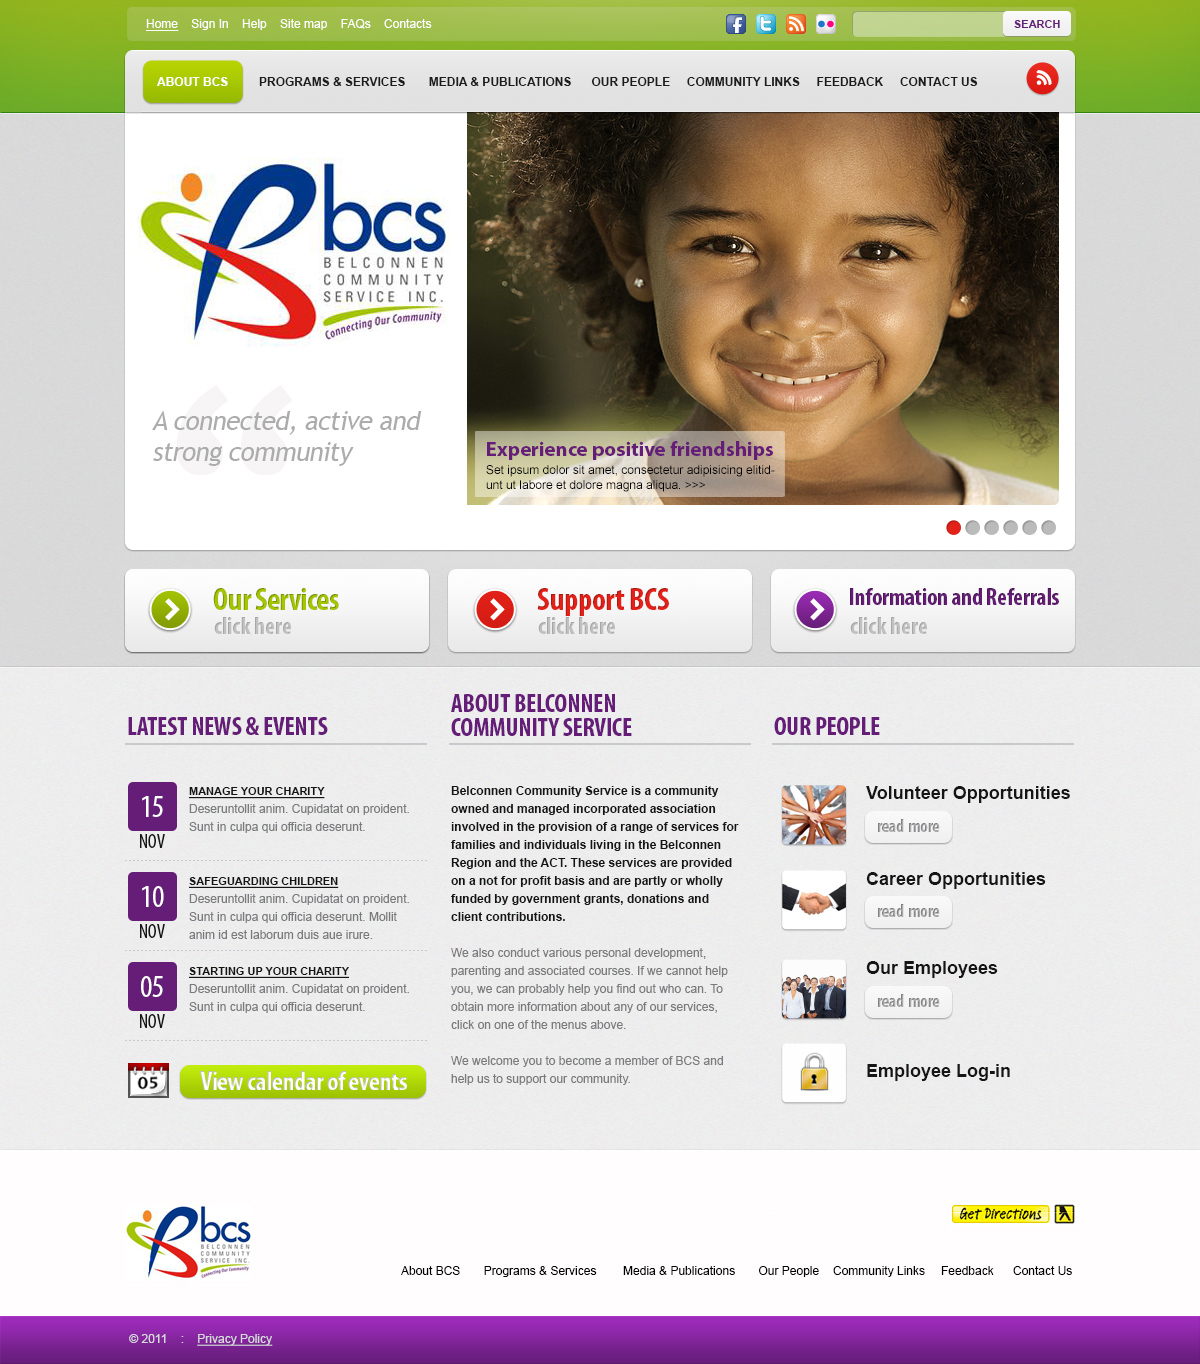 Home Sign In Help Site map FAQs Contacts
SEARCH
ABOUT BCS PROGRAMS & SERVICES MEDIA & PUBLICATIONS OUR PEOPLE COMMUNITY LINKS FEEDBACK CONTACT US
bcs
BELCONNEN
COMMUNITY
SERVICE INC.
Connecting Our Community
A connected, active and
strong community
Experience positive friendships
Set ipsum dolor sit amet, consectetur adipisicing elitid-
unt ut labore et dolore magna aliqua. >>>
Our Services
click here
Support BCS
click here
Information and Referrals
click here
LATEST NEWS & EVENTS
15
NOV
MANAGE YOUR CHARITY
Deseruntollit anim. Cupidatat on proident.
Sunt in culpa qui officia deserunt.
10
NOV
SAFEGUARDING CHILDREN
Deseruntollit anim. Cupidatat on proident.
Sunt in culpa qui officia deserunt. Mollit
anim id est laborum duis aue irure.
05
NOV
STARTING UP YOUR CHARITY
Deseruntollit anim. Cupidatat on proident.
Sunt in culpa qui officia deserunt.
05
View calendar of events
ABOUT BELCONNEN
COMMUNITY SERVICE
Belconnen Community Service is a community
owned and managed incorporated association
involved in the provision of a range of services for
families and individuals living in the Belconnen
Region and the ACT. These services are provided
on a not for profit basis and are partly or wholly
funded by government grants, donations and
client contributions.
We also conduct various personal development,
parenting and associated courses. If we cannot help
you, we can probably help you find out who can. To
obtain more information about any of our services,
click on one of the menus above.
We welcome you to become a member of BCS and
help us to support our community.
OUR PEOPLE
Volunteer Opportunities
read more
Career Opportunities
read more
Our Employees
read more
Employee Log-in
bcs
BELCONNEN
COMMUNITY
SERVICE INC.
Connecting Our Community
Get Directions
About BCS Programs & Services Media & Publications Our People Community Links Feedback Contact Us
© 2011 : Privacy Policy